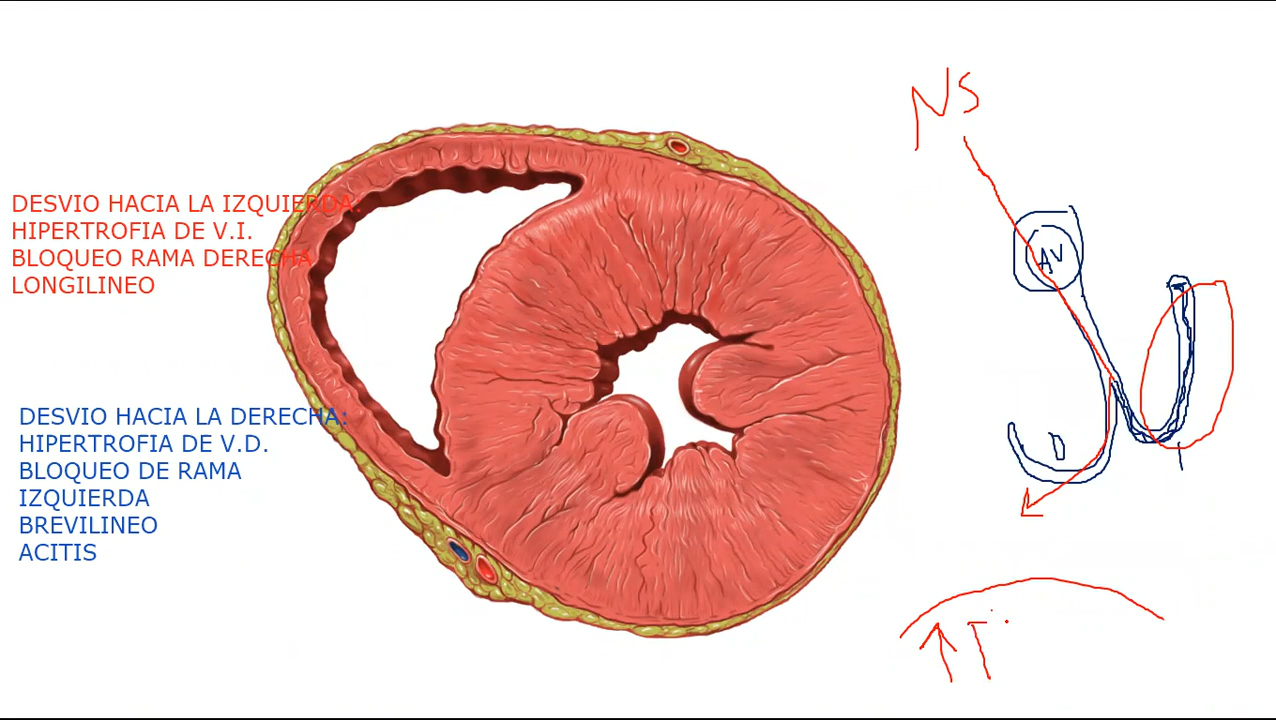 DESVIO HACIA LA IZQUIERDA:
HIPERTROFIA DE V.I.
BLOQUEO RAMA DERECHA
LONGILINEO
DESVIO HACIA LA DERECHA:
HIPERTROFIA DE V.D.
BLOQUEO DE RAMA
IZQUIERDA
BREVILINEO
ACITIS
NS
AV
D
I
↑ T